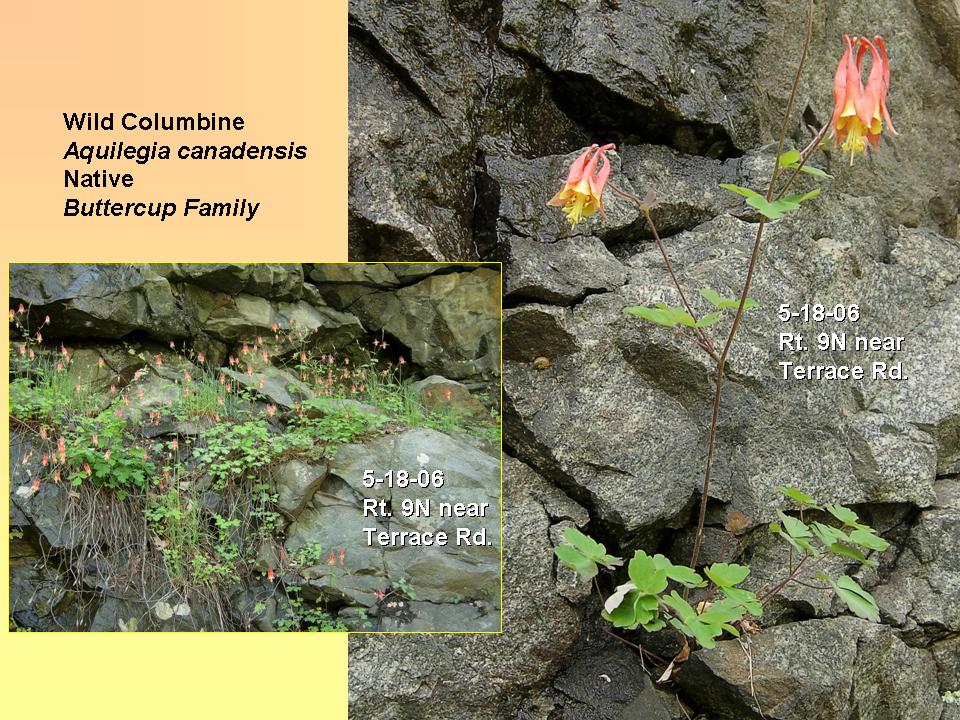 Wild Columbine
Aquilegia canadensis
Native
Buttercup Family
5-18-06
Rt. 9N near
Terrace Rd.
5-18-06
Rt. 9N near
Terrace Rd.